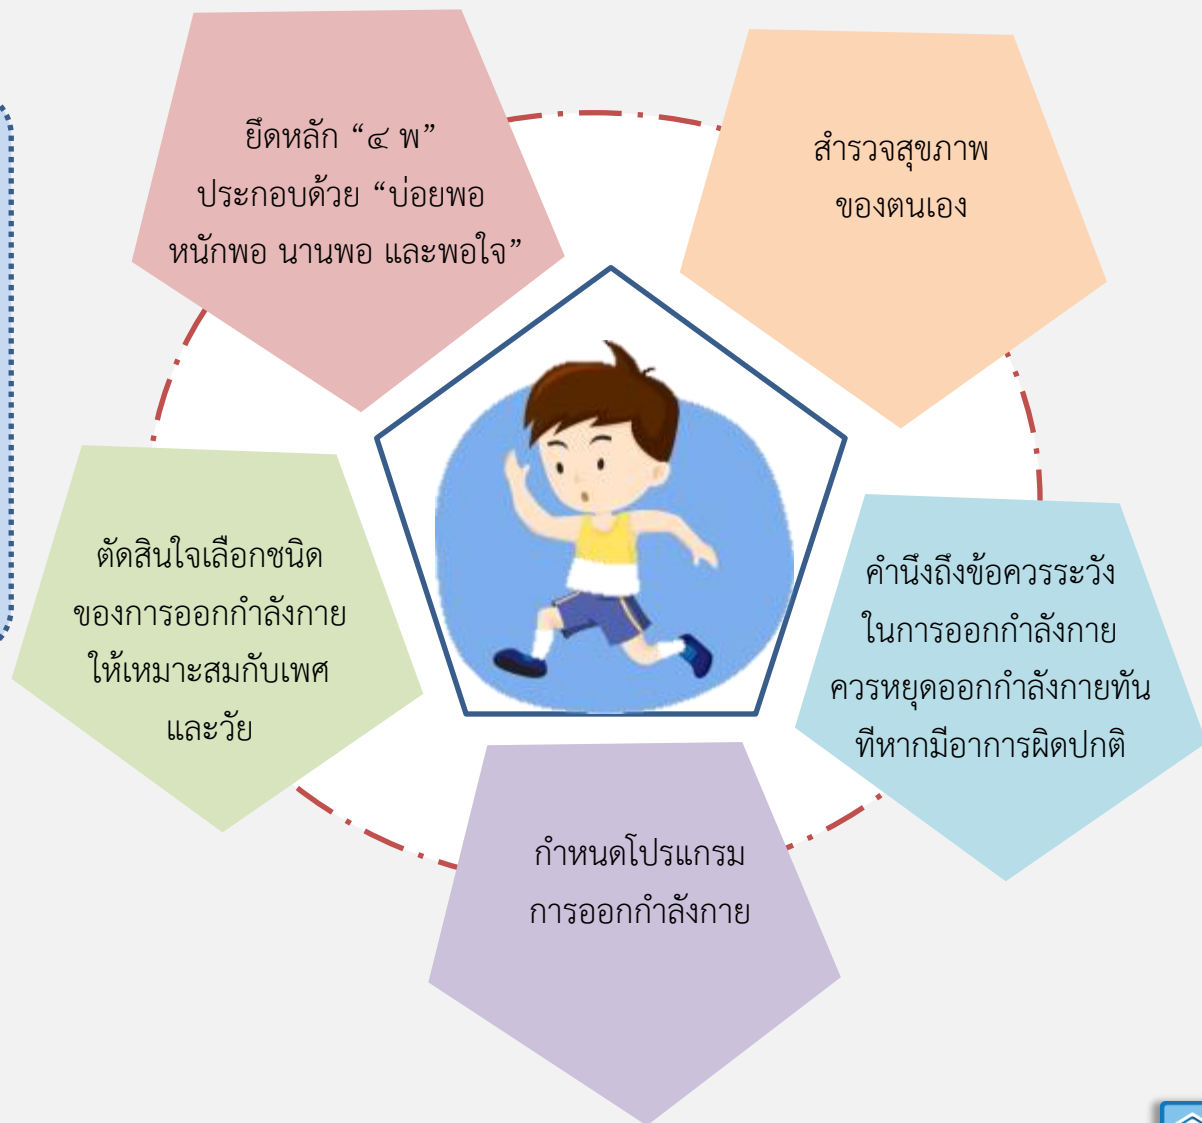 ยึดหลัก “๔ พ”
ประกอบด้วย “บ่อยพอ
หนักพอ นานพอ และพอใจ”
สำรวจสุขภาพ
ของตนเอง
ตัดสินใจเลือกชนิด
ของการออกกำลังกาย
ให้เหมาะสมกับเพศ
และวัย
คำนึงถึงข้อควรระวัง
ในการออกกำลังกาย
ควรหยุดออกกำลังกายทัน
ทีหากมีอาการผิดปกติ
กำหนดโปรแกรม
การออกกำลังกาย